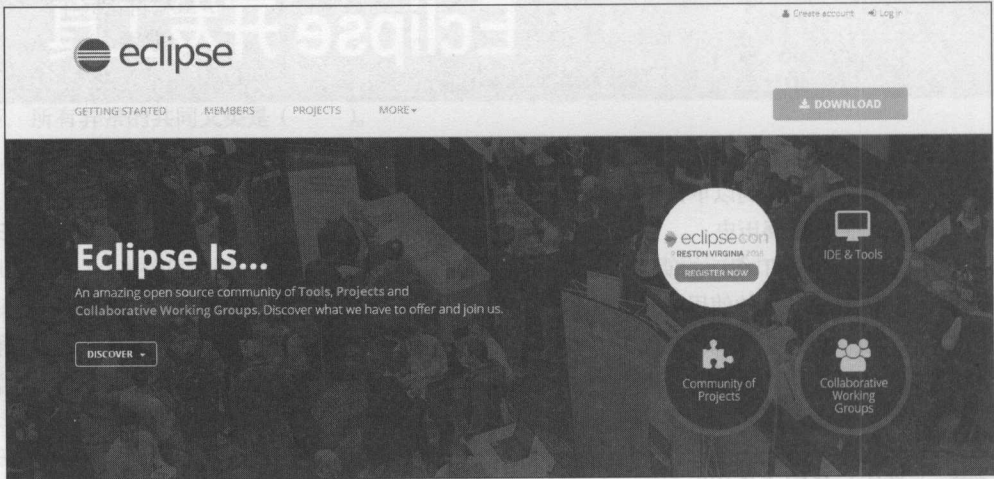 Create account Log in
eclipse
GETTING STARTED MEMBERS PROJECTS MORE
DOWNLOAD
Eclipse Is...
An amazing open source community of Tools, Projects and
Collaborative Working Groups. Discover what we have to offer and join us.
DISCOVER
eclipsecon
RESTON VIRGINIA 2016
REGISTER NOW
IDE & Tools
Community of
Projects
Collaborative
Working
Groups